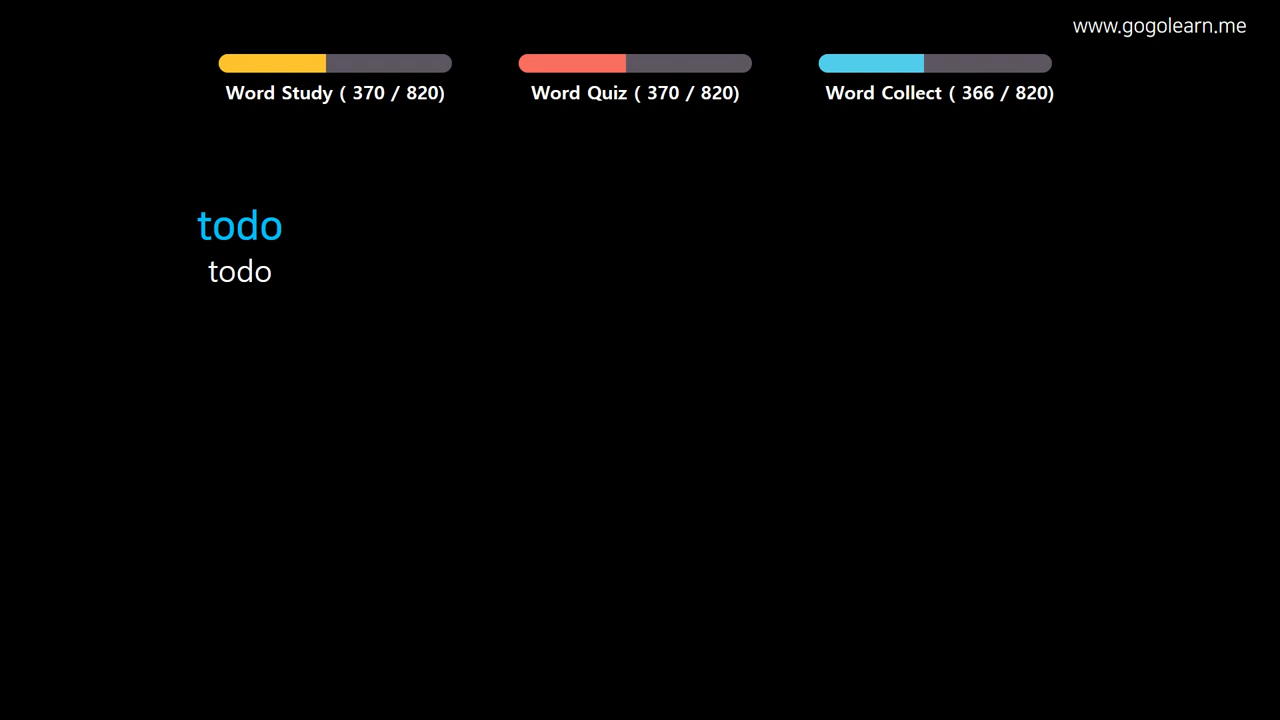 www.gogolearn.me
Word Study ( 370 / 820)
Word Quiz ( 370 / 820)
Word Collect ( 366 / 820)
todo
todo